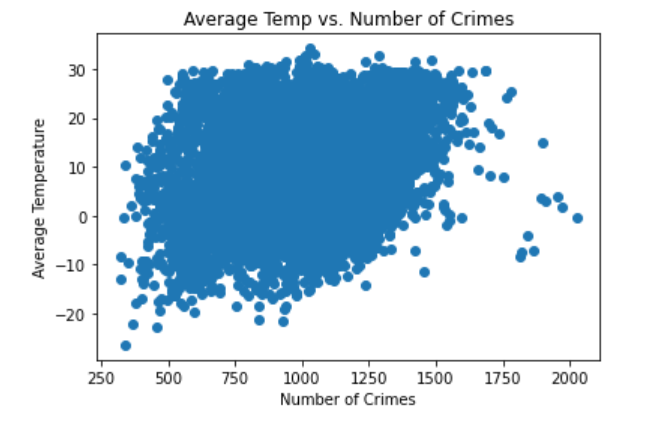 Average Temp vs. Number of Crimes
Average Temperature
30
20
10
0
−10
−20
250 500 750 1000 1250 1500 1750 2000
Number of Crimes